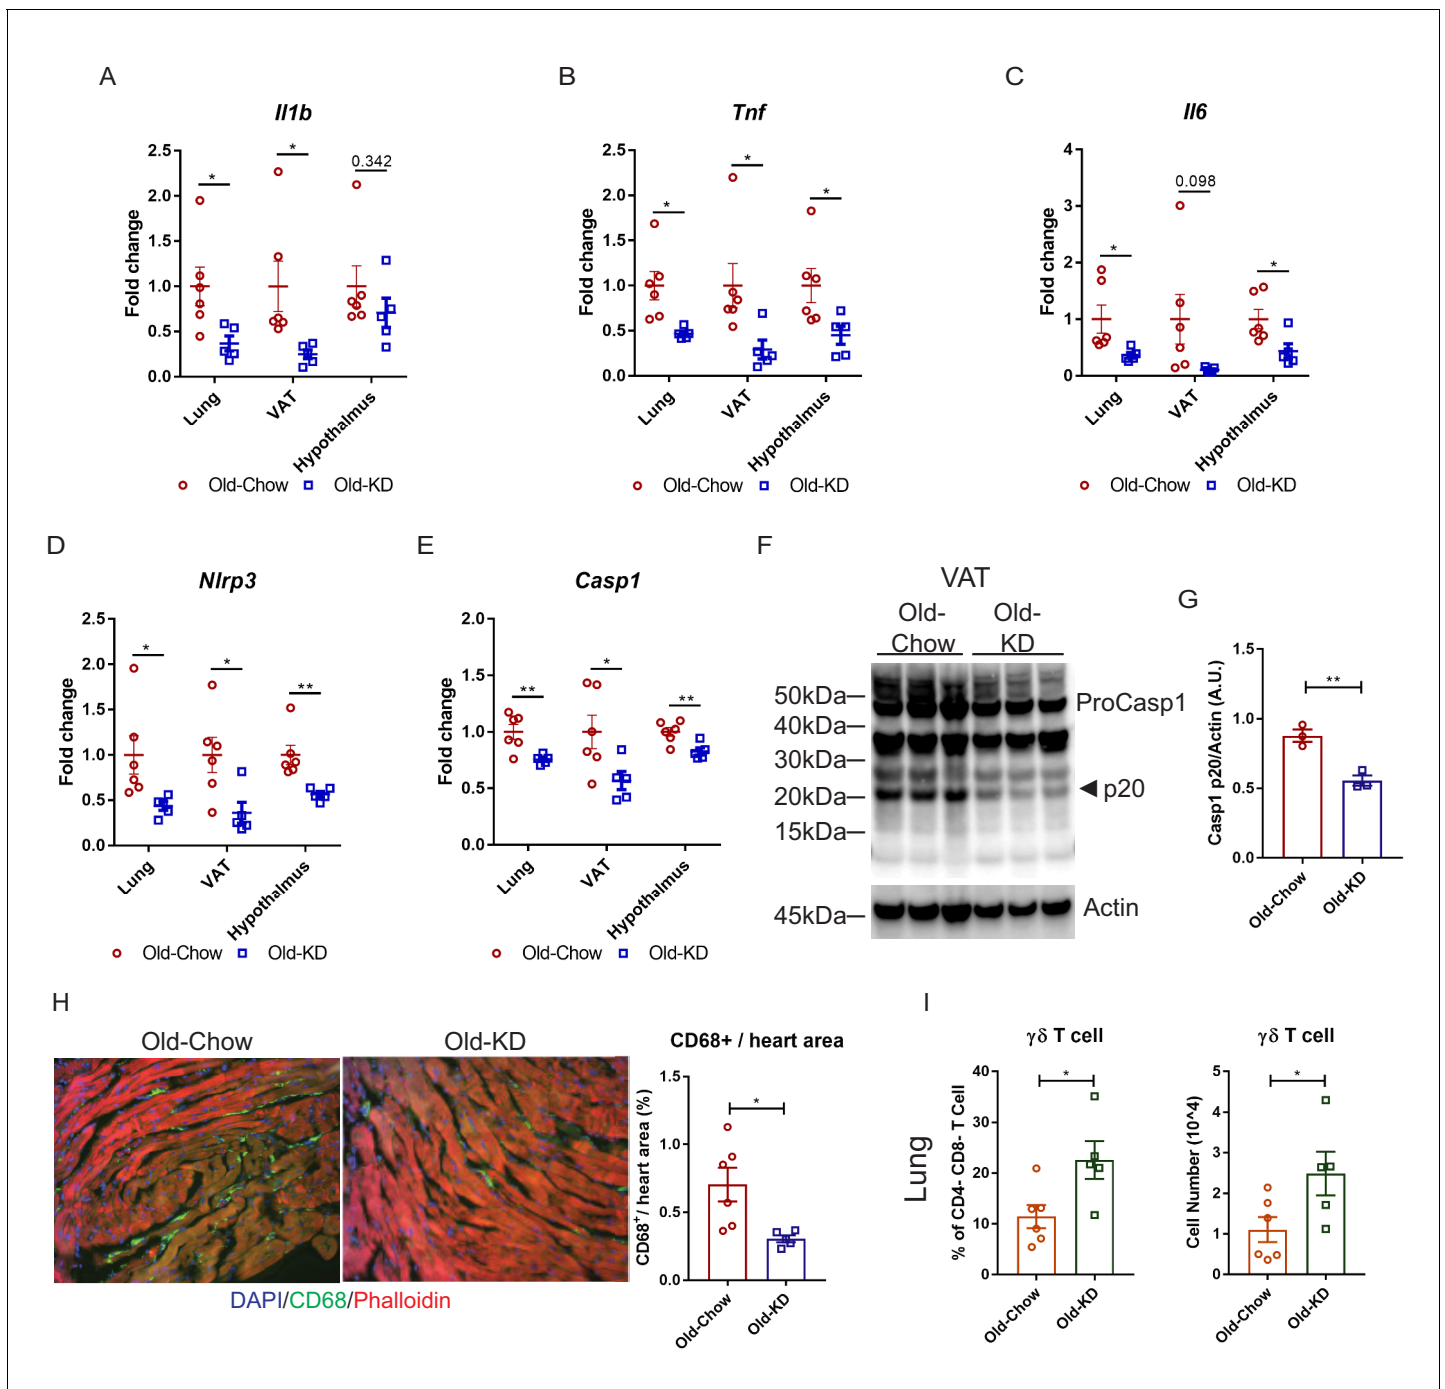 A
Il1b
Fold change
2.5
2.0
1.5
1.0
0.5
0.0
*
*
0.342
Lung
VAT
Hypothalmus
Old-Chow
Old-KD
B
Tnf
Fold change
2.5
2.0
1.5
1.0
0.5
0.0
*
*
*
Lung
VAT
Hypothalmus
Old-Chow
Old-KD
C
Il6
Fold change
4
3
2
1
0
*
0.098
*
Lung
VAT
Hypothalmus
Old-Chow
Old-KD
D
Nlrp3
Fold change
2.5
2.0
1.5
1.0
0.5
0.0
*
*
**
Lung
VAT
Hypothalmus
Old-Chow
Old-KD
E
Casp1
Fold change
2.0
1.5
1.0
0.5
0.0
**
*
**
Lung
VAT
Hypothalmus
Old-Chow
Old-KD
F
VAT
Old-
Chow
Old-
KD
50kDa
40kDa
30kDa
20kDa
15kDa
45kDa
ProCasp1
p20
Actin
G
Casp1 p20/Actin (A.U.)
1.5
1.0
0.5
0.0
**
Old-Chow
Old-KD
H
Old-Chow
Old-KD
DAPI/CD68/Phalloidin
CD68+ / heart area
CD68+/ heart area (%)
1.5
1.0
0.5
0.0
*
Old-Chow
Old-KD
I
Lung
γδ T cell
% of CD4- CD8- T Cell
40
30
20
10
0
*
Old-Chow
Old-KD
γδ T cell
Cell Number (10^4)
5
4
3
2
1
0
*
Old-Chow
Old-KD